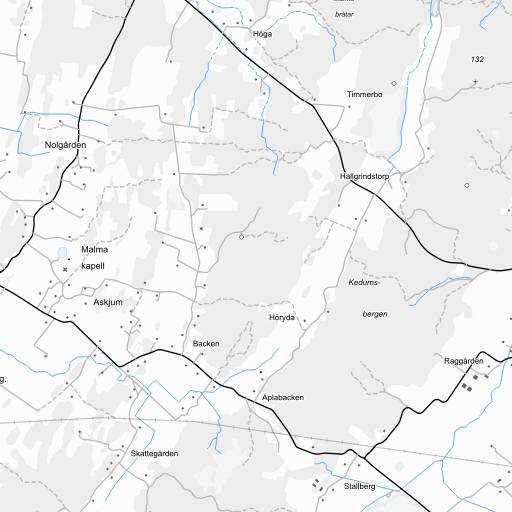 brätar
Höga
132
Timmerbo
Nolgården
Hallgrindstorp
Malma
kapell
Kedums-
bergen
Askjum
Höryda
Backen
Raggården
g.
Aplabacken
Skattegården
Stallberg